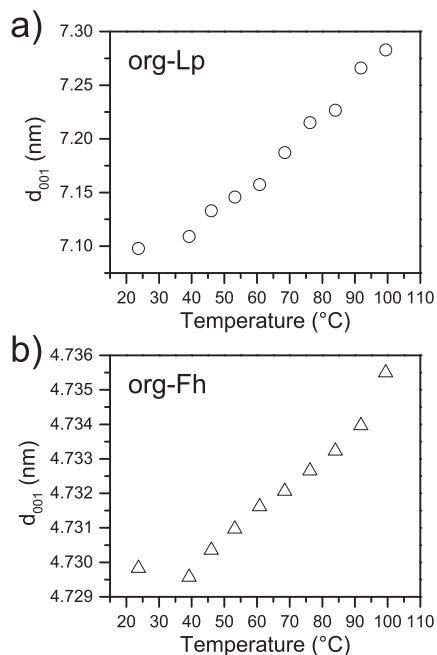 a)
org-Lp
7.30
7.25
7.20
7.15
7.10
d001 (nm)
20 30 40 50 60 70 80 90 100 110
Temperature (°C)
b)
org-Fh
4.736
4.735
4.734
4.733
4.732
4.731
4.730
4.729
d001 (nm)
20 30 40 50 60 70 80 90 100 110
Temperature (°C)